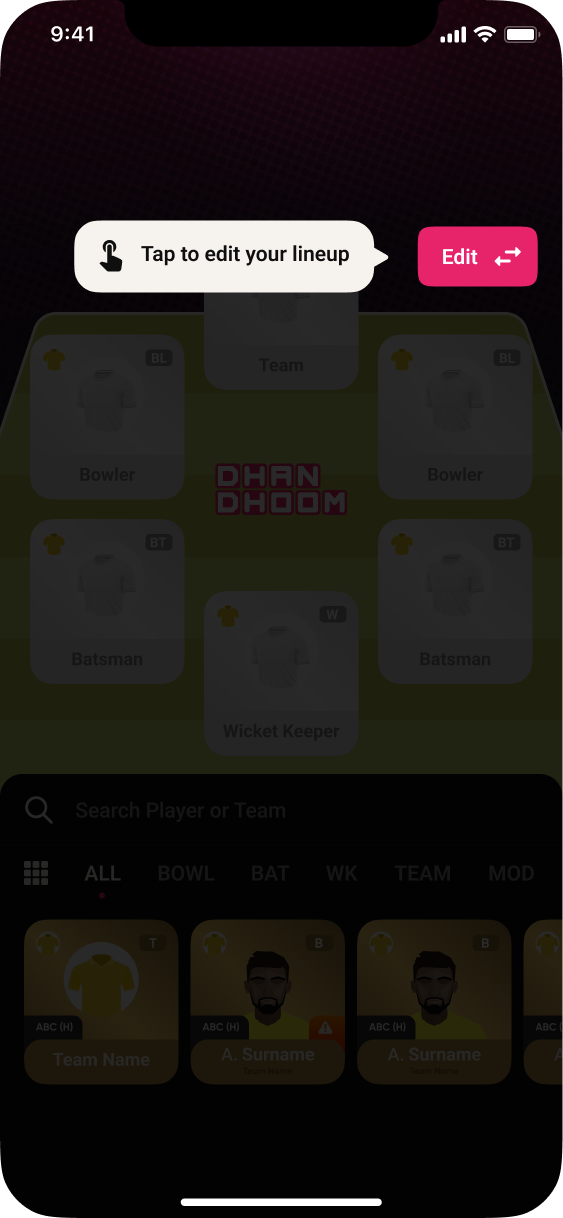 9:41
Tap to edit your lineup
Edit
Team
BL
BL
Bowler
Bowler
DHAN
DHOOM
BT
BT
Batsman
W
Batsman
Wicket Keeper
Search Player or Team
ALL BOWL BAT WK TEAM MOD
T
B
B
ABC (H)
ABC (H)
ABC (H)
ABC
Team Name
A. Surname
Team Name
A. Surname
Team Name
A